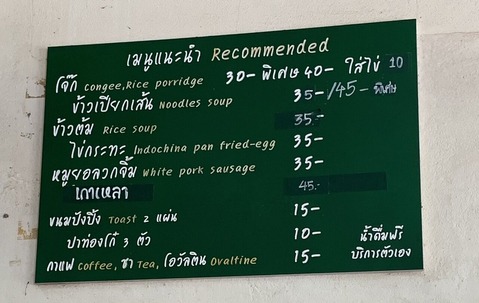 เมนูแนะนำ Recommended
โจ๊ก Congee,Rice porridge 30- พิเศษ 40- ใส่ไข่ 10
ข้าวเปียกเส้น Noodles soup 35-/45- พิเศษ
ข้าวต้ม Rice soup 35-
ไข่กระทะ Indochina pan fried-egg 35-
หมูยอลวกจิ้ม White pork sausage 35-
เกาเหลา 45.-
ขนมปังปิ้ง Toast 2 แผ่น 15-
ปาท่องโก๋ 3 ตัว 10- น้ำดื่มฟรี
กาแฟ Coffee, ชา Tea, โอวัลติน Ovaltine 15- บริการตัวเอง